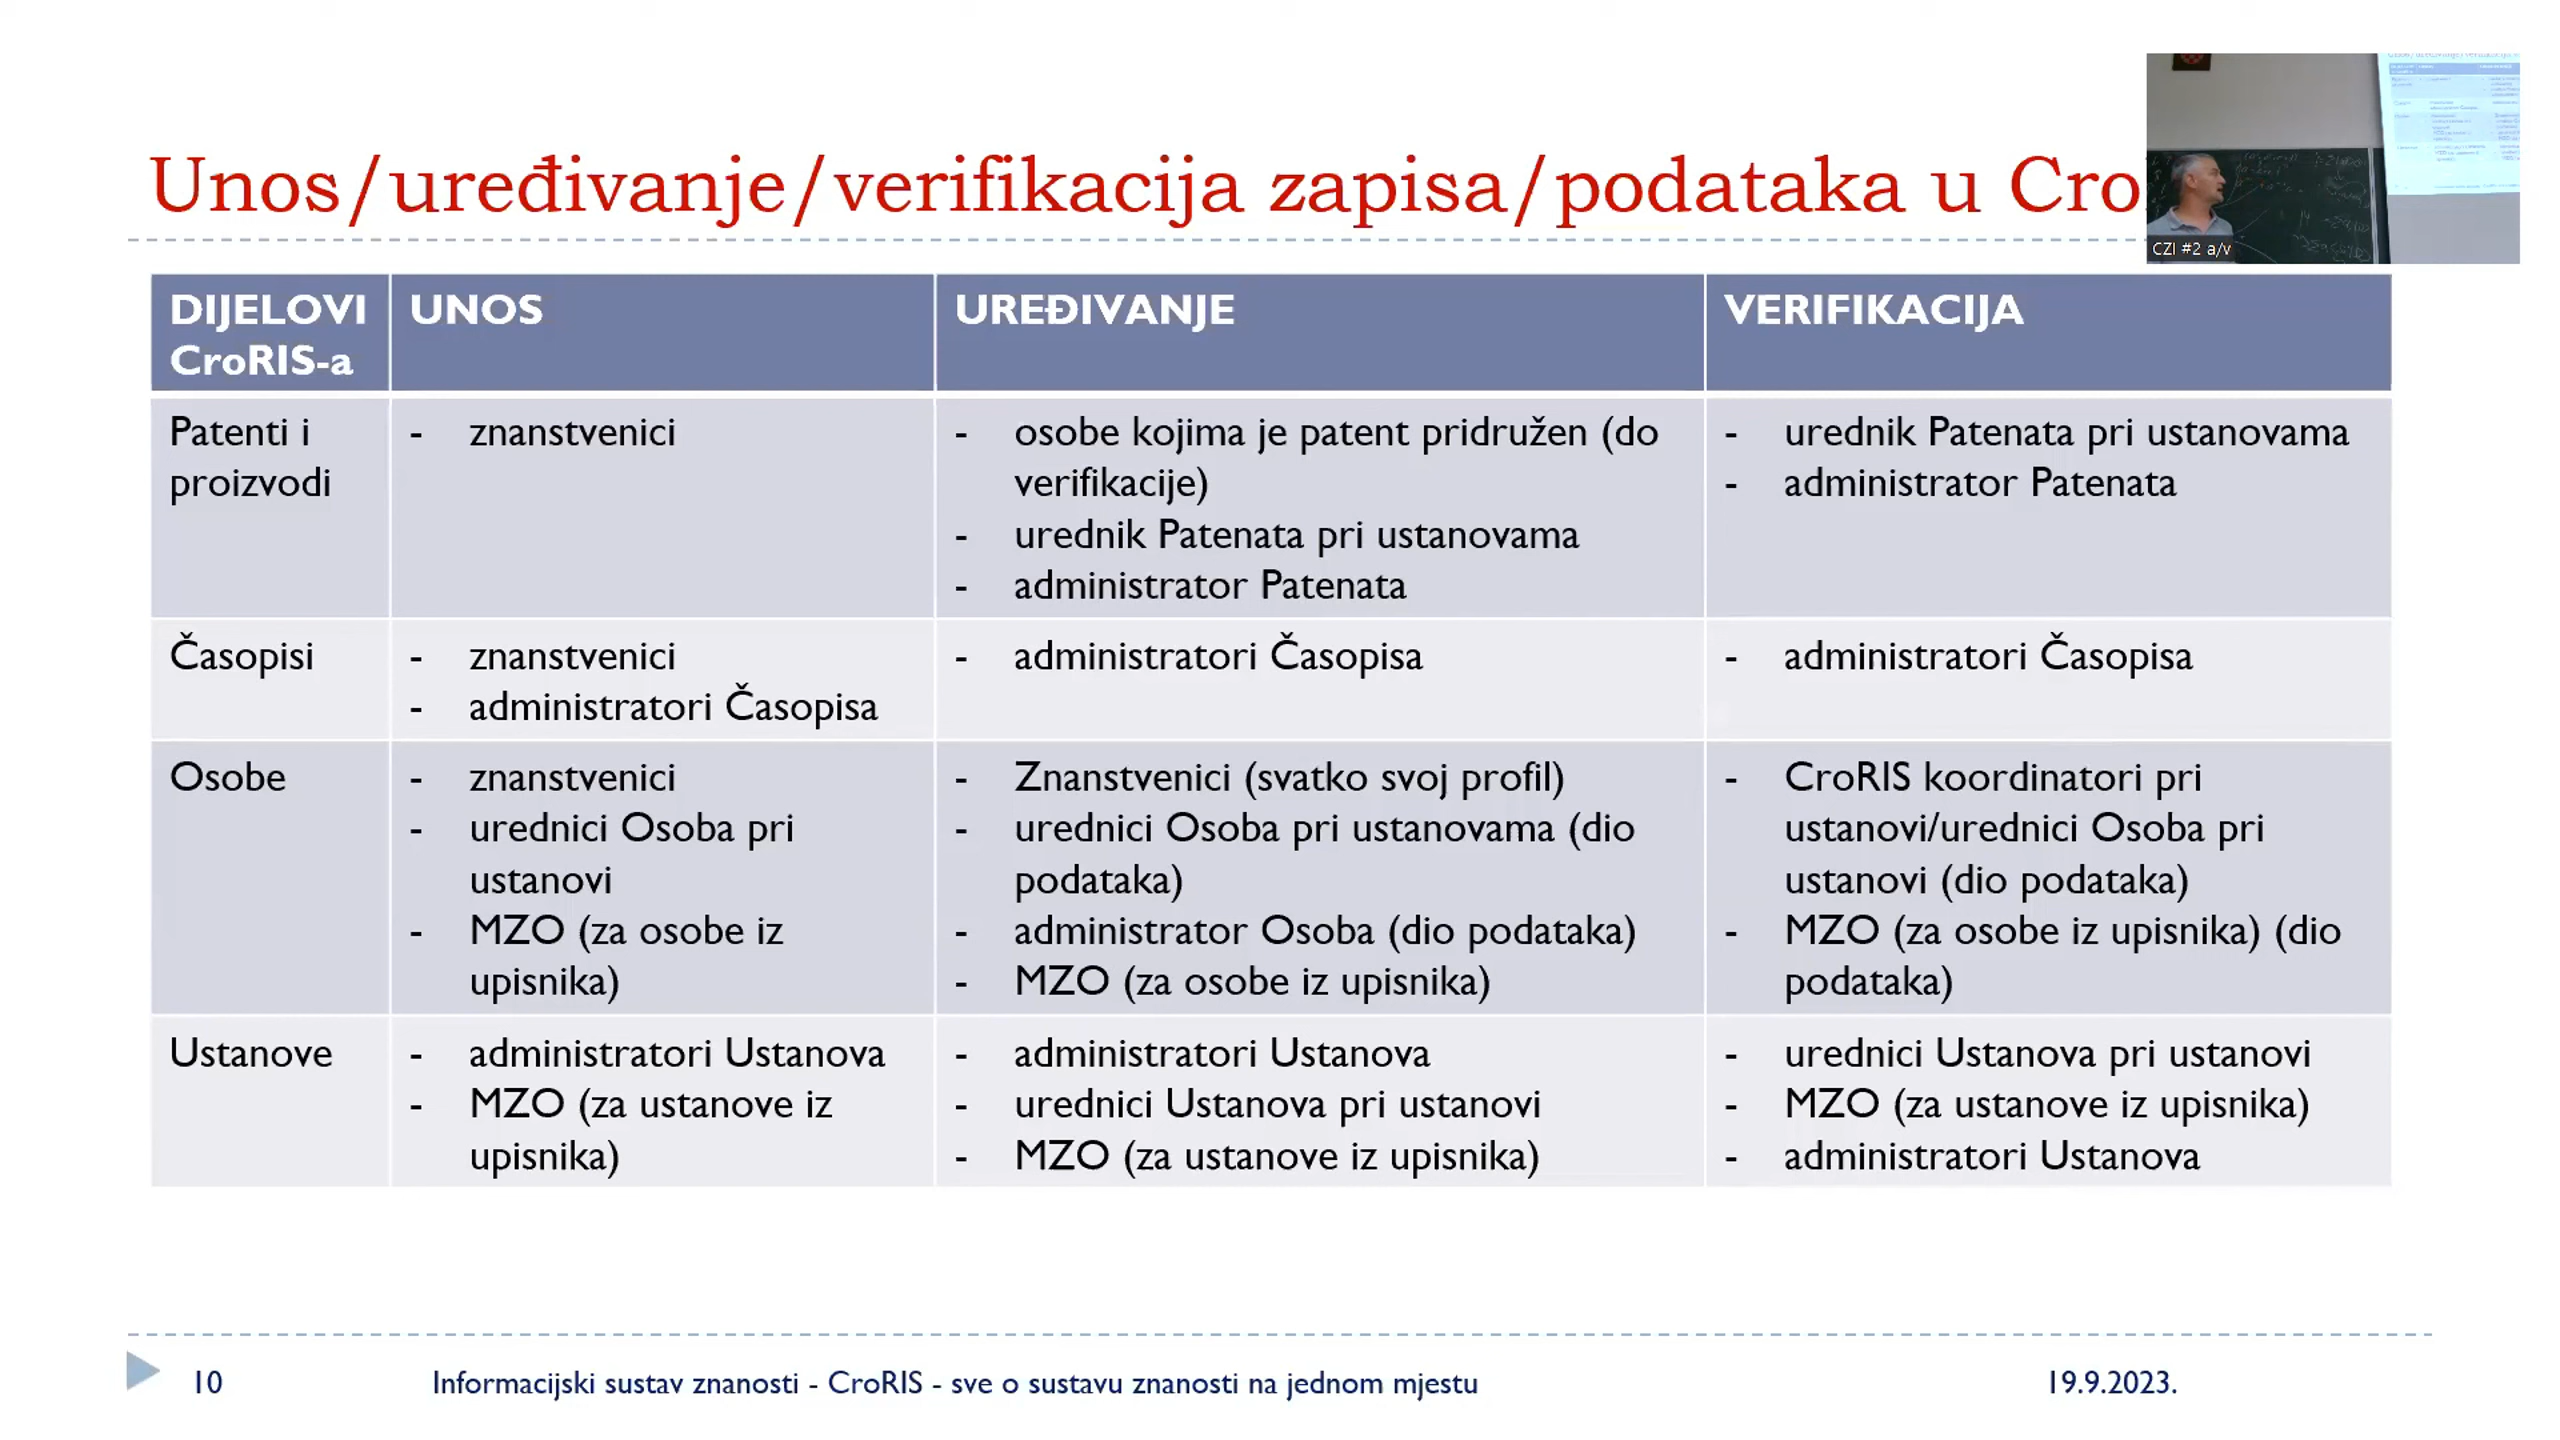 Unos/uređivanje/verifikacija zapisa/podataka u Cro
CZI #2 a/v
DIJELOVI
CroRIS-a
UNOS
UREĐIVANJE
VERIFIKACIJA
Patenti i
proizvodi
- znanstvenici
- osobe kojima je patent pridružen (do
verifikacije)
- urednik Patenata pri ustanovama
- administrator Patenata
- urednik Patenata pri ustanovama
- administrator Patenata
Časopisi
- znanstvenici
- administratori Časopisa
- administratori Časopisa
- administratori Časopisa
Osobe
- znanstvenici
- urednici Osoba pri
ustanovi
- MZO (za osobe iz
upisnika)
- Znanstvenici (svatko svoj profil)
- urednici Osoba pri ustanovama (dio
podataka)
- administrator Osoba (dio podataka)
- MZO (za osobe iz upisnika)
- CroRIS koordinatori pri
ustanovi/urednici Osoba pri
ustanovi (dio podataka)
- MZO (za osobe iz upisnika) (dio
podataka)
Ustanove
- administratori Ustanova
- MZO (za ustanove iz
upisnika)
- administratori Ustanova
- urednici Ustanova pri ustanovi
- MZO (za ustanove iz upisnika)
- urednici Ustanova pri ustanovi
- MZO (za ustanove iz upisnika)
- administratori Ustanova
10
Informacijski sustav znanosti - CroRIS - sve o sustavu znanosti na jednom mjestu
19.9.2023.